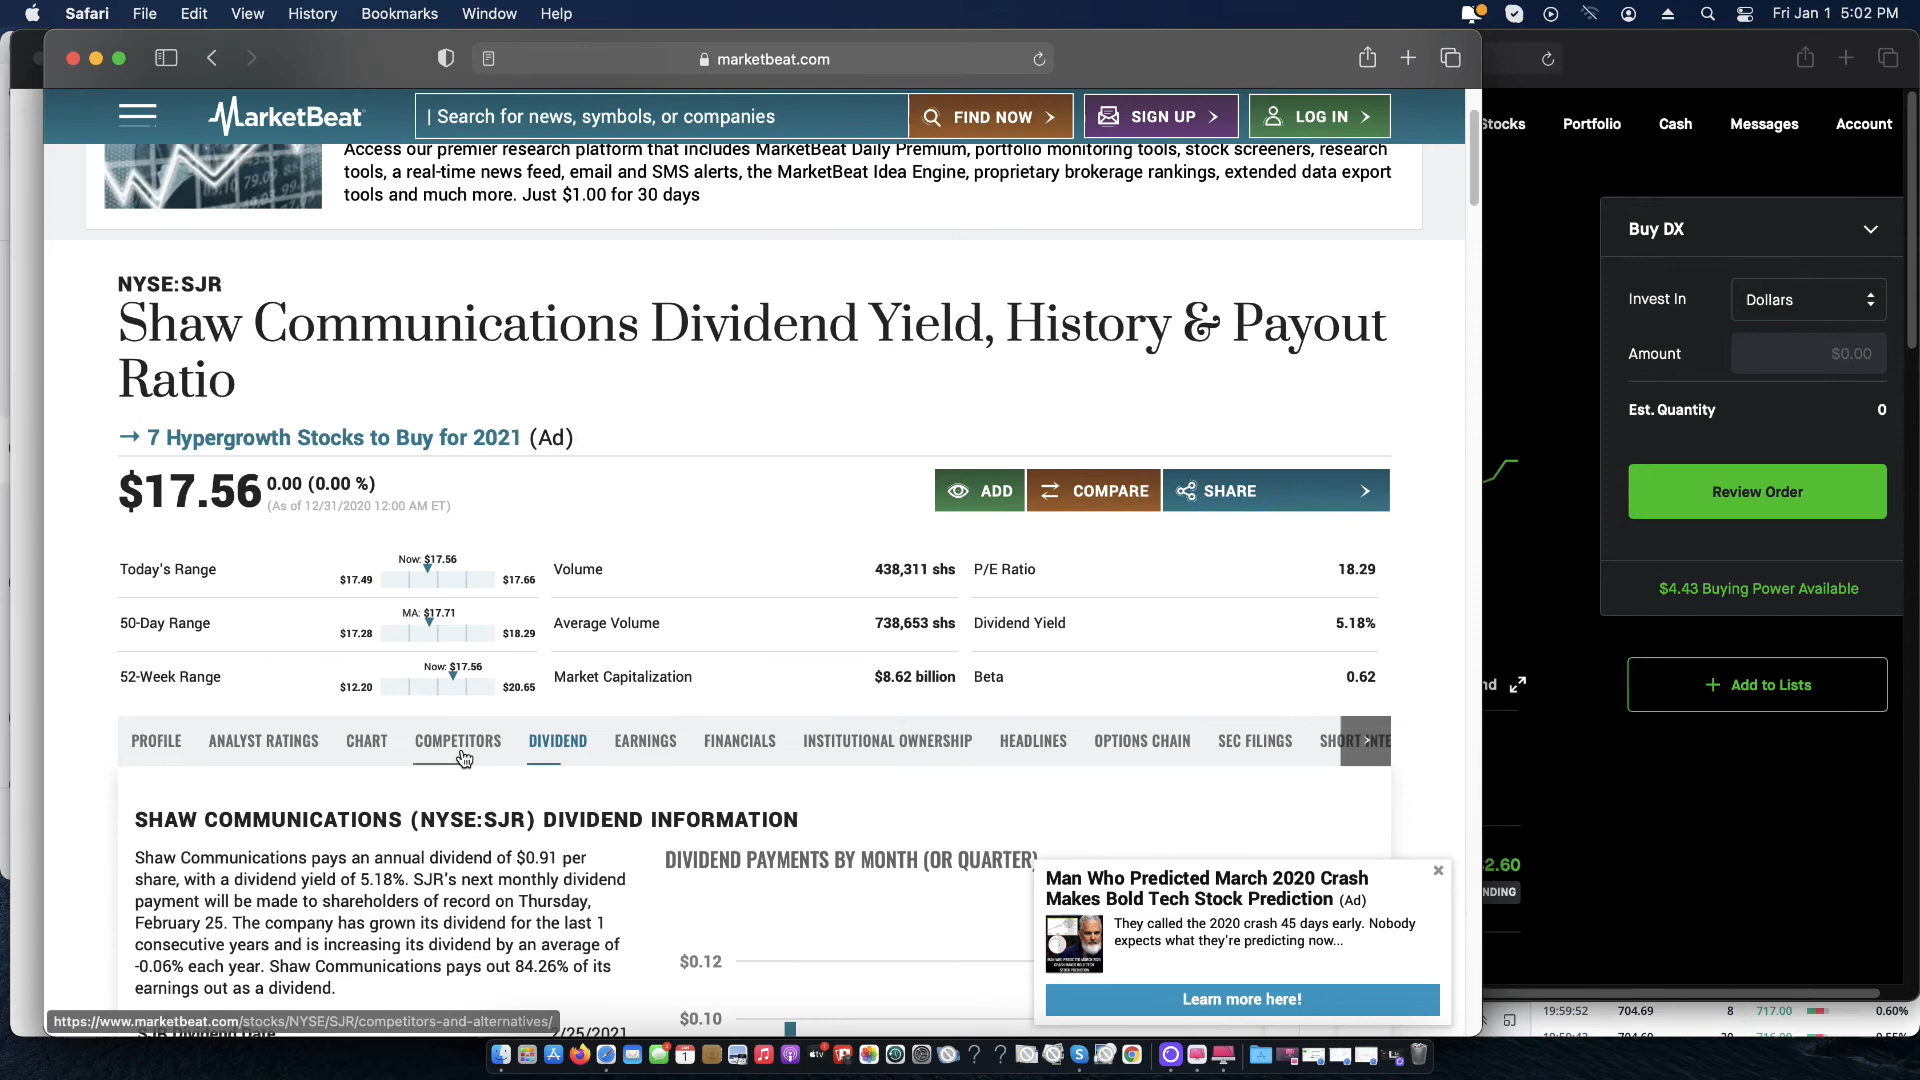 Safari File Edit View History Bookmarks Window Help
Fri Jan 1 5:02 PM
marketbeat.com
MarketBeat
| Search for news, symbols, or companies
FIND NOW
SIGN UP
LOG IN
Stocks Portfolio Cash Messages Account
Access our premier research platform that includes MarketBeat Daily Premium, portfolio monitoring tools, stock screeners, research
tools, a real-time news feed, email and SMS alerts, the MarketBeat Idea Engine, proprietary brokerage rankings, extended data export
tools and much more. Just $1.00 for 30 days
NYSE:SJR
Shaw Communications Dividend Yield, History & Payout
Ratio
→ 7 Hypergrowth Stocks to Buy for 2021 (Ad)
$17.56 0.00 (0.00 %)
(As of 12/31/2020 12:00 AM ET)
ADD
COMPARE
SHARE
Today's Range
Now: $17.56
$17.49 $17.66
50-Day Range
MA: $17.71
$17.28 $18.29
52-Week Range
Now: $17.56
$12.20 $20.65
Volume 438,311 shs
Average Volume 738,653 shs
Market Capitalization $8.62 billion
P/E Ratio 18.29
Dividend Yield 5.18%
Beta 0.62
PROFILE ANALYST RATINGS CHART COMPETITORS DIVIDEND EARNINGS FINANCIALS INSTITUTIONAL OWNERSHIP HEADLINES OPTIONS CHAIN SEC FILINGS SHORT INTE
SHAW COMMUNICATIONS (NYSE:SJR) DIVIDEND INFORMATION
Shaw Communications pays an annual dividend of $0.91 per
share, with a dividend yield of 5.18%. SJR's next monthly dividend
payment will be made to shareholders of record on Thursday,
February 25. The company has grown its dividend for the last 1
consecutive years and is increasing its dividend by an average of
-0.06% each year. Shaw Communications pays out 84.26% of its
earnings out as a dividend.
DIVIDEND PAYMENTS BY MONTH (OR QUARTER)
$0.12
$0.10
Man Who Predicted March 2020 Crash
Makes Bold Tech Stock Prediction (Ad)
They called the 2020 crash 45 days early. Nobody
expects what they're predicting now...
Learn more here!
https://www.marketbeat.com/stocks/NYSE/SJR/competitors-and-alternatives/
2/25/2021
Buy DX
Invest In Dollars
Amount $0.00
Est. Quantity 0
Review Order
$4.43 Buying Power Available
+ Add to Lists
nd
2.60
NDING
19:59:52 704.69 8 717.00 0.60%